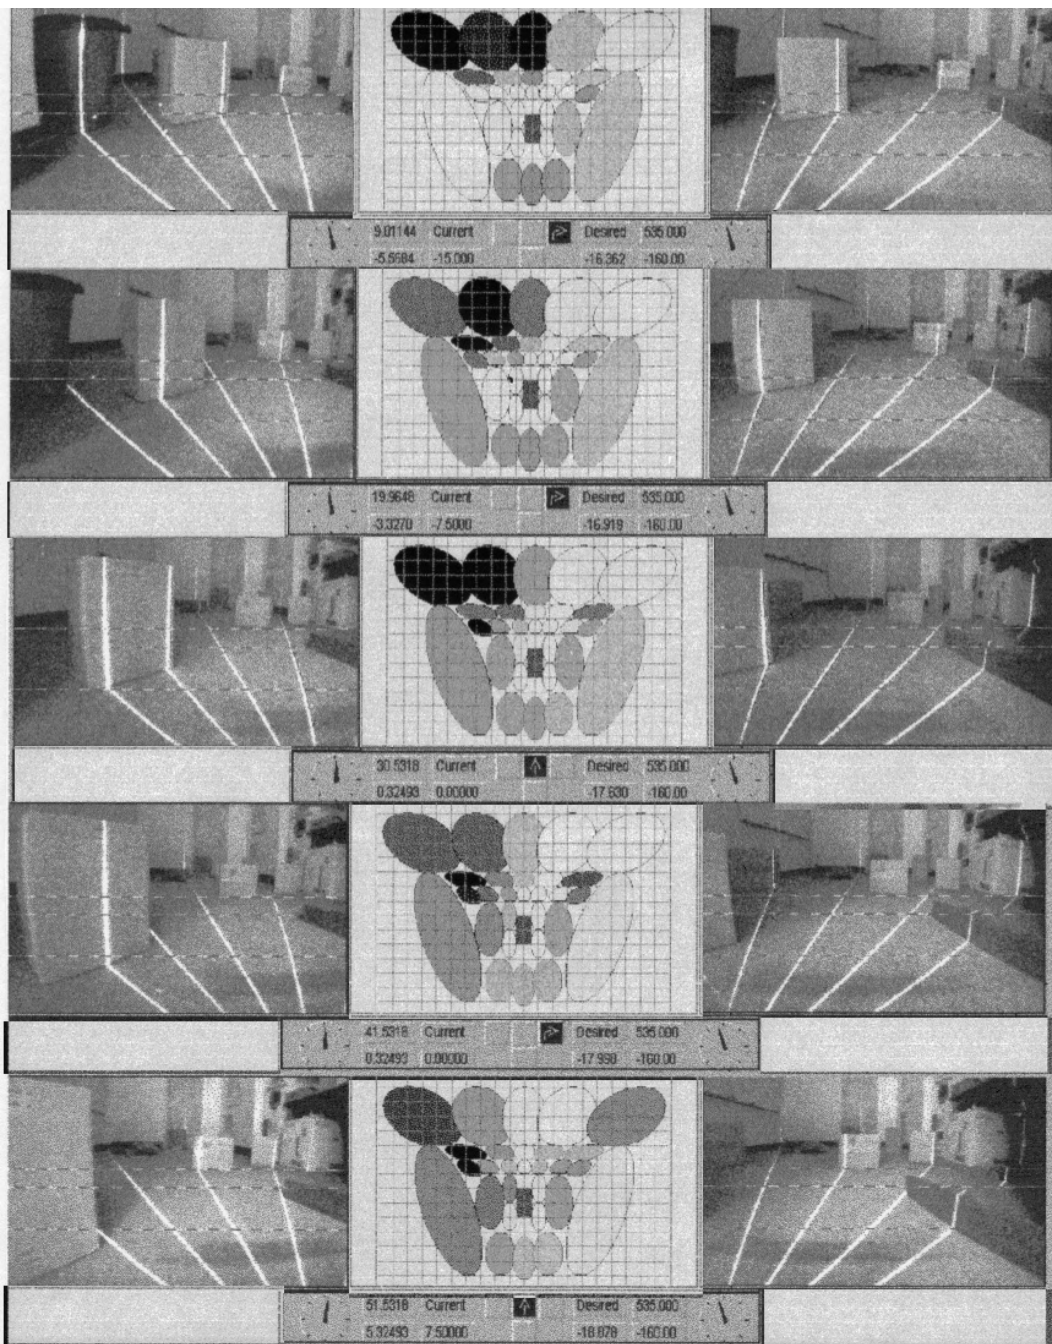 9.01144 Current Desired 535.000
-5.5684 -15.000 -16.362 -160.00
19.9648 Current Desired 535.000
-3.3270 -7.5000 -16.919 -160.00
30.5318 Current Desired 535.000
0.32493 0.00000 -17.630 -160.00
41.5318 Current Desired 535.000
0.32493 0.00000 -17.990 -160.00
51.5318 Current Desired 535.000
5.32493 7.50000 -18.878 -160.00